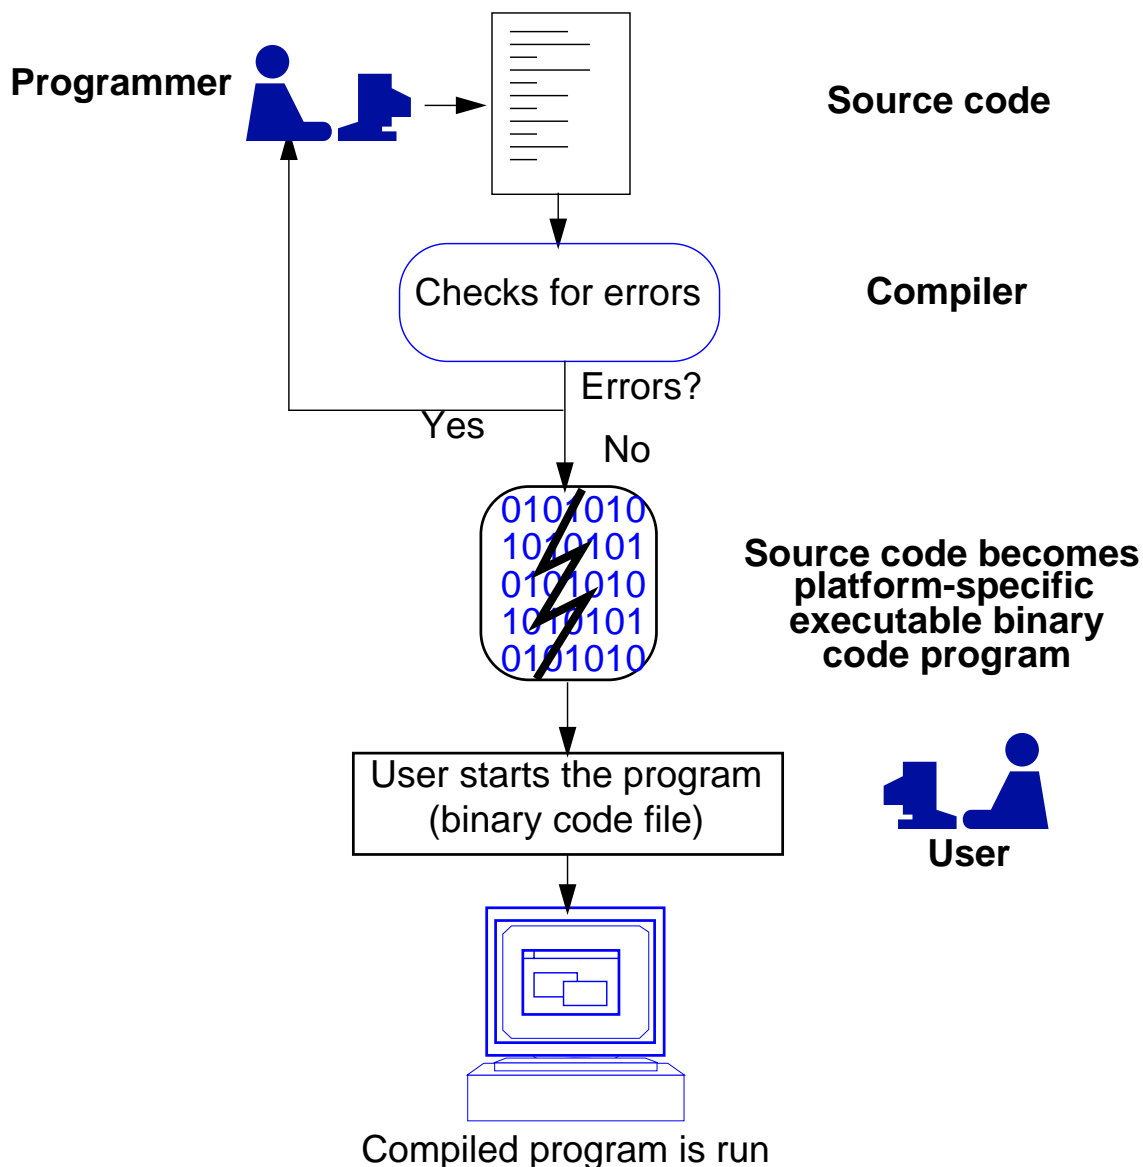 Programmer
Source code
Checks for errors
Compiler
Errors?
Yes
No
0101010
1010101
0101010
1010101
0101010
Source code becomes
platform-specific
executable binary
code program
User starts the program
(binary code file)
User
Compiled program is run